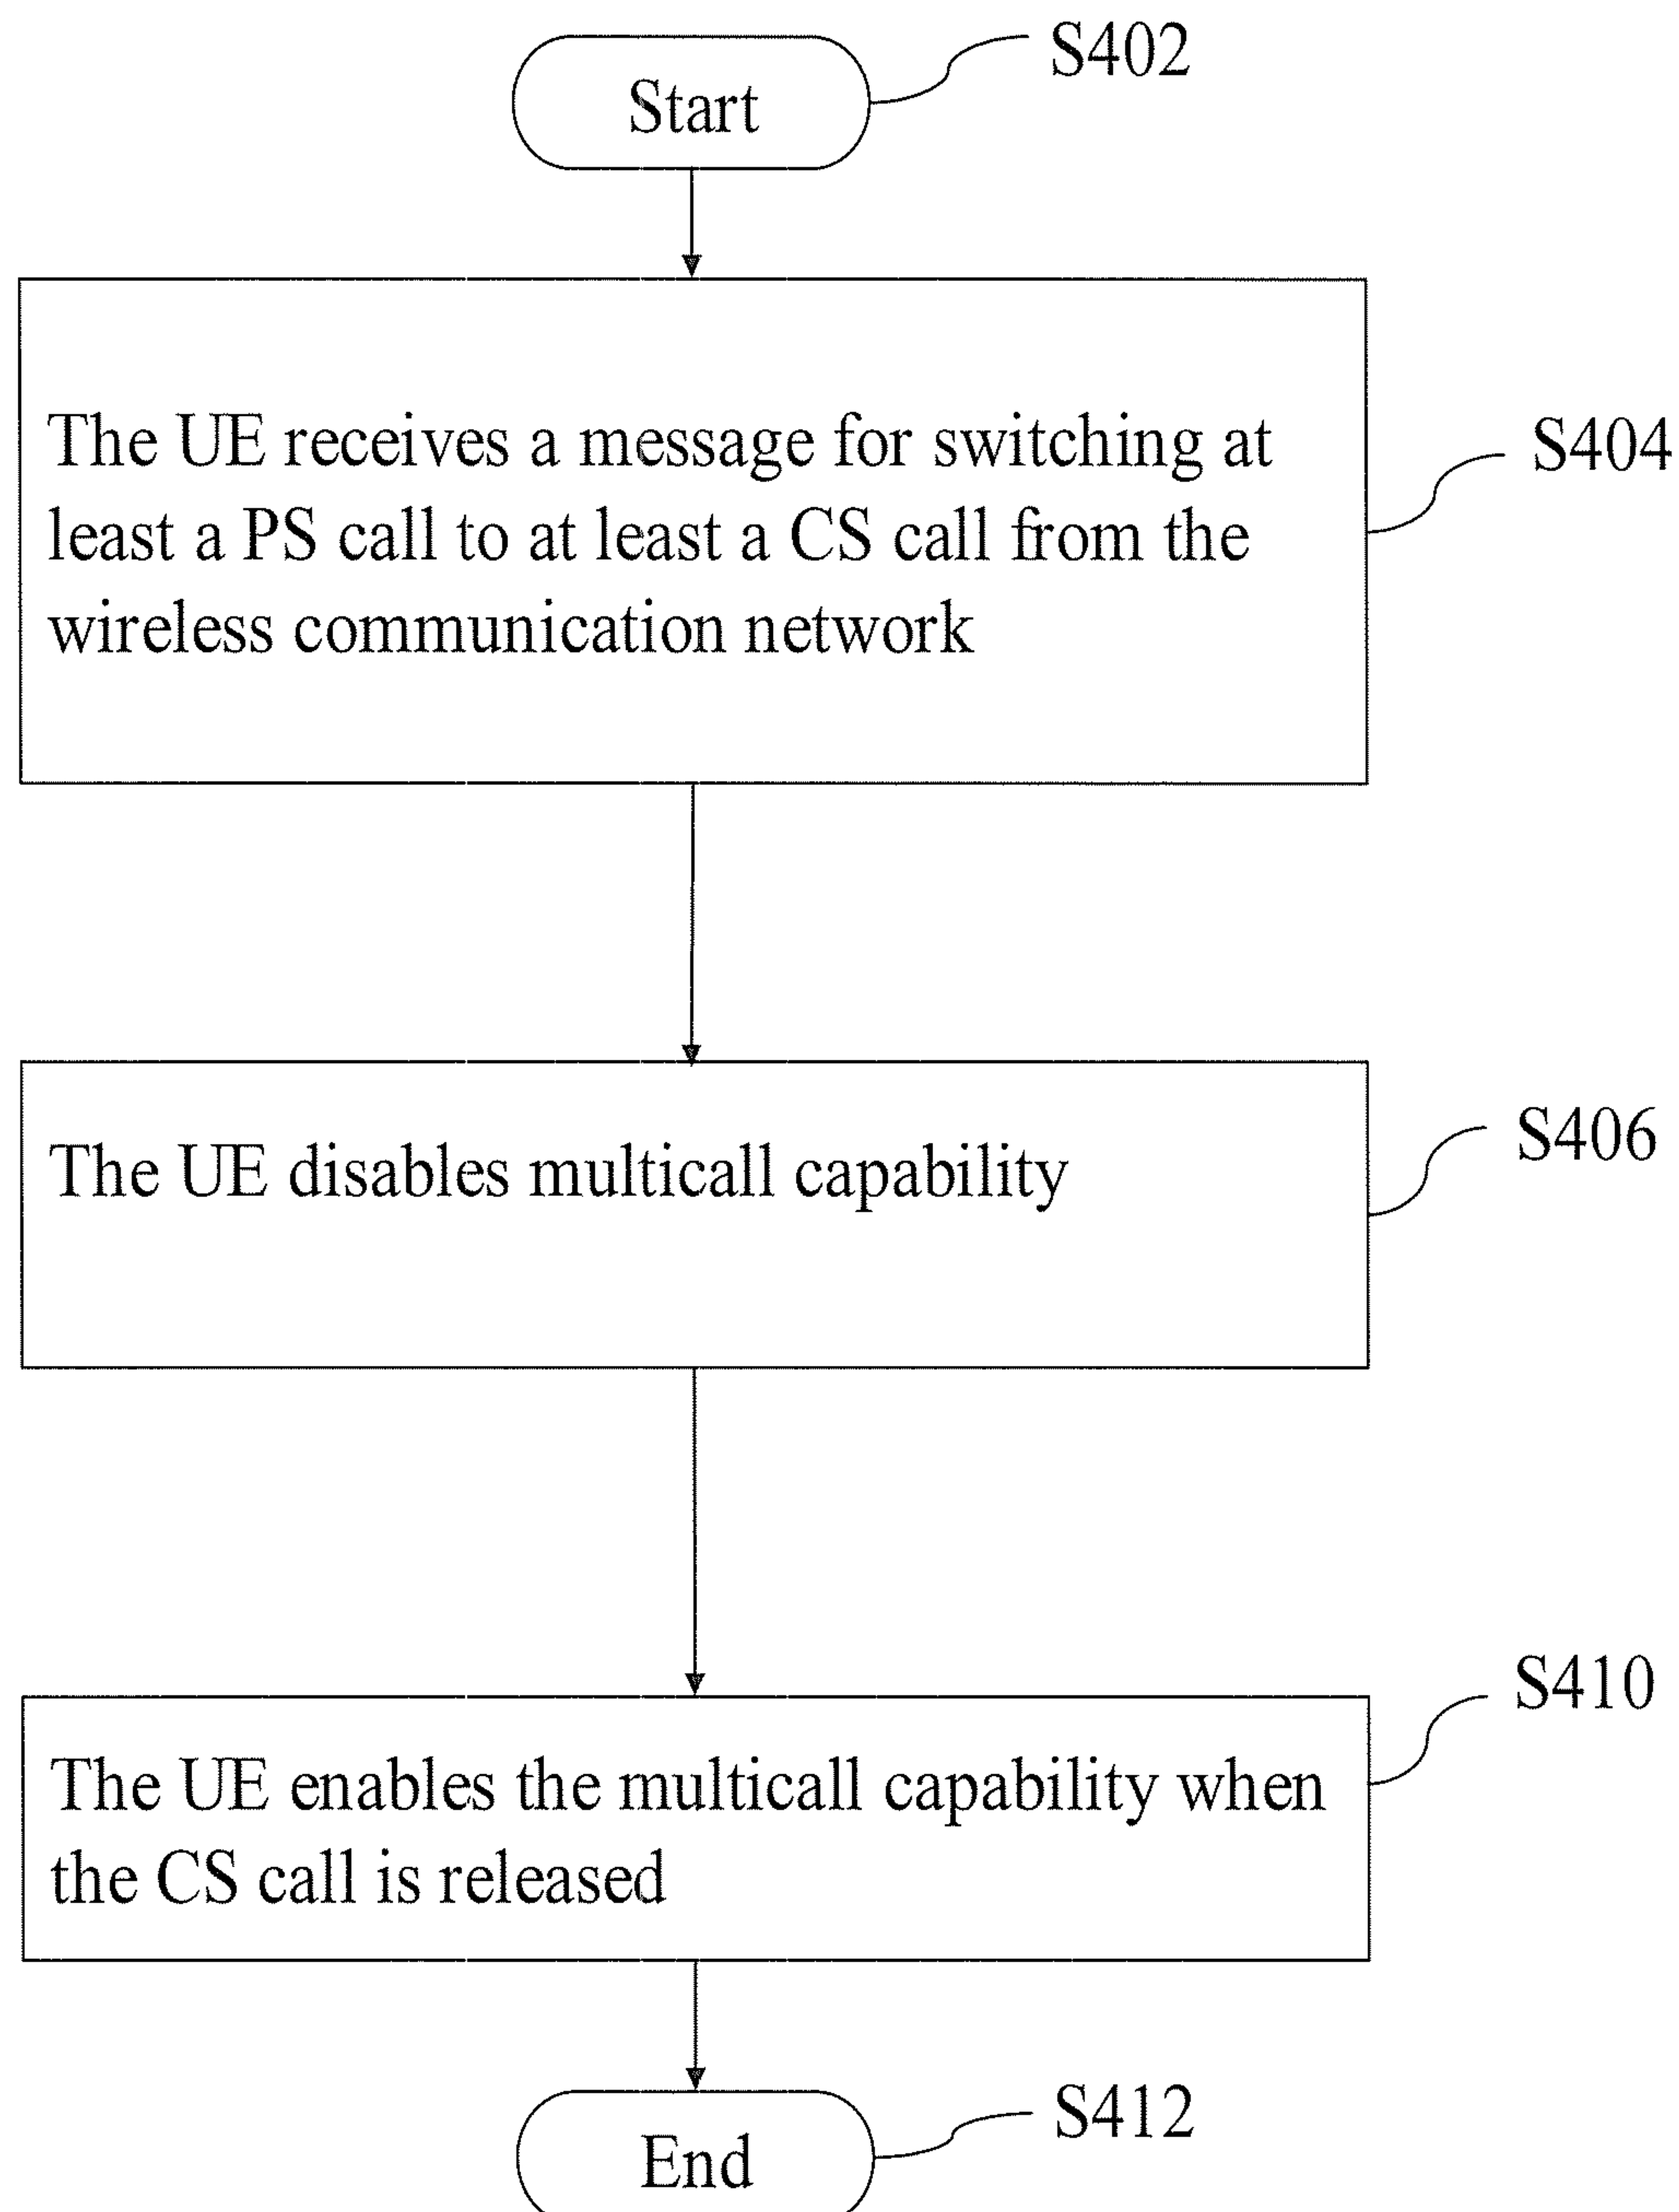 Start
S402
The UE receives a message for switching at
least a PS call to at least a CS call from the
wireless communication network
S404
The UE disables multicall capability
S406
The UE enables the multicall capability when
the CS call is released
S410
End
S412